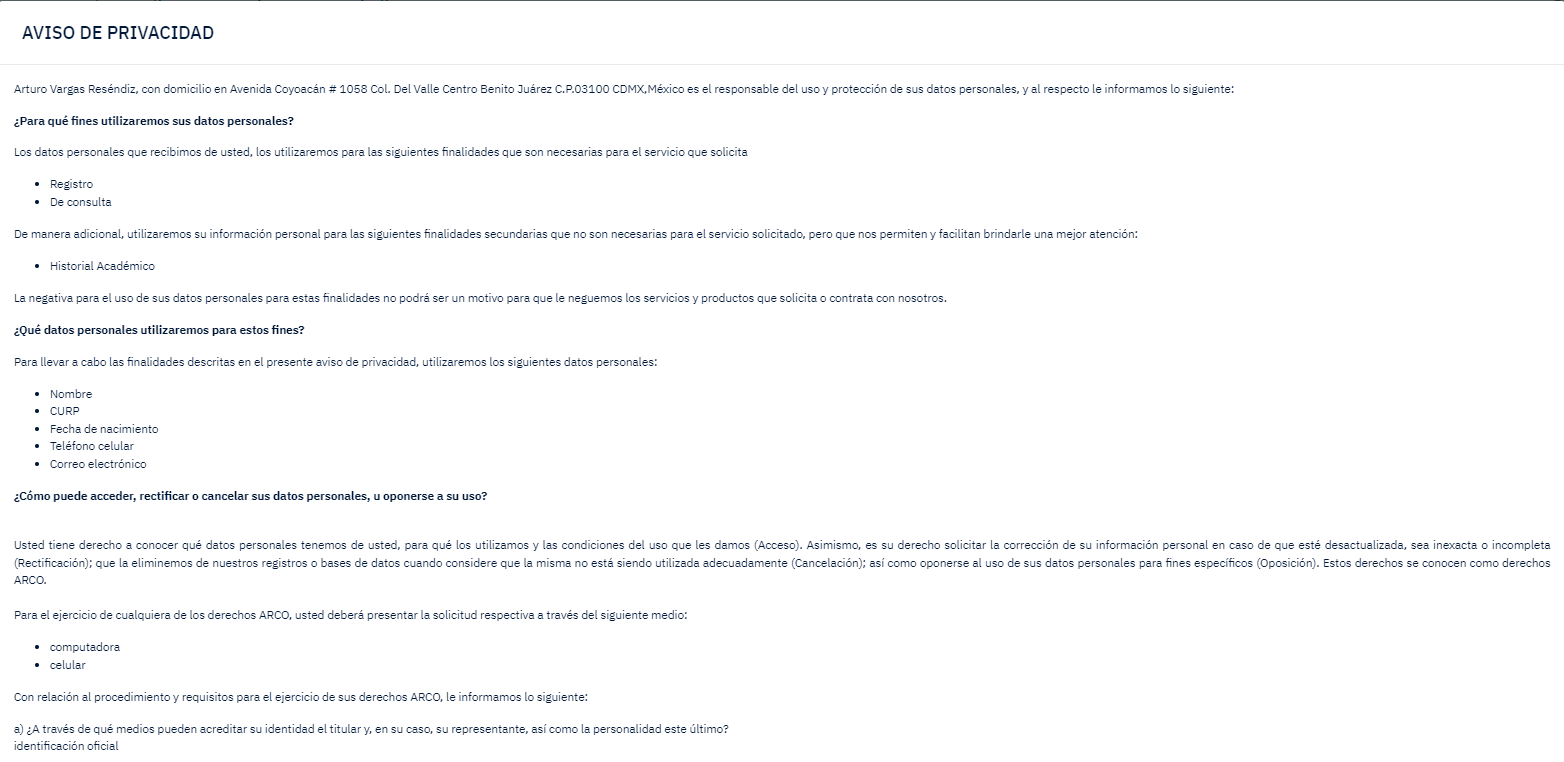 AVISO DE PRIVACIDAD
Arturo Vargas Reséndiz, con domicilio en Avenida Coyoacán # 1058 Col. Del Valle Centro Benito Juárez C.P.03100 CDMX,México es el responsable del uso y protección de sus datos personales, y al respecto le informamos lo siguiente:
¿Para qué fines utilizaremos sus datos personales?
Los datos personales que recibimos de usted, los utilizaremos para las siguientes finalidades que son necesarias para el servicio que solicita
• Registro
• De consulta
De manera adicional, utilizaremos su información personal para las siguientes finalidades secundarias que no son necesarias para el servicio solicitado, pero que nos permiten y facilitan brindarle una mejor atención:
• Historial Académico
La negativa para el uso de sus datos personales para estas finalidades no podrá ser un motivo para que le neguemos los servicios y productos que solicita o contrata con nosotros.
¿Qué datos personales utilizaremos para estos fines?
Para llevar a cabo las finalidades descritas en el presente aviso de privacidad, utilizaremos los siguientes datos personales:
• Nombre
• CURP
• Fecha de nacimiento
• Teléfono celular
• Correo electrónico
¿Cómo puede acceder, rectificar o cancelar sus datos personales, u oponerse a su uso?
Usted tiene derecho a conocer qué datos personales tenemos de usted, para qué los utilizamos y las condiciones del uso que les damos (Acceso). Asimismo, es su derecho solicitar la corrección de su información personal en caso de que esté desactualizada, sea inexacta o incompleta
(Rectificación); que la eliminemos de nuestros registros o bases de datos cuando considere que la misma no está siendo utilizada adecuadamente (Cancelación); así como oponerse al uso de sus datos personales para fines específicos (Oposición). Estos derechos se conocen como derechos
ARCO.
Para el ejercicio de cualquiera de los derechos ARCO, usted deberá presentar la solicitud respectiva a través del siguiente medio:
• computadora
• celular
Con relación al procedimiento y requisitos para el ejercicio de sus derechos ARCO, le informamos lo siguiente:
a) ¿A través de qué medios pueden acreditar su identidad el titular y, en su caso, su representante, así como la personalidad este último?
identificación oficial